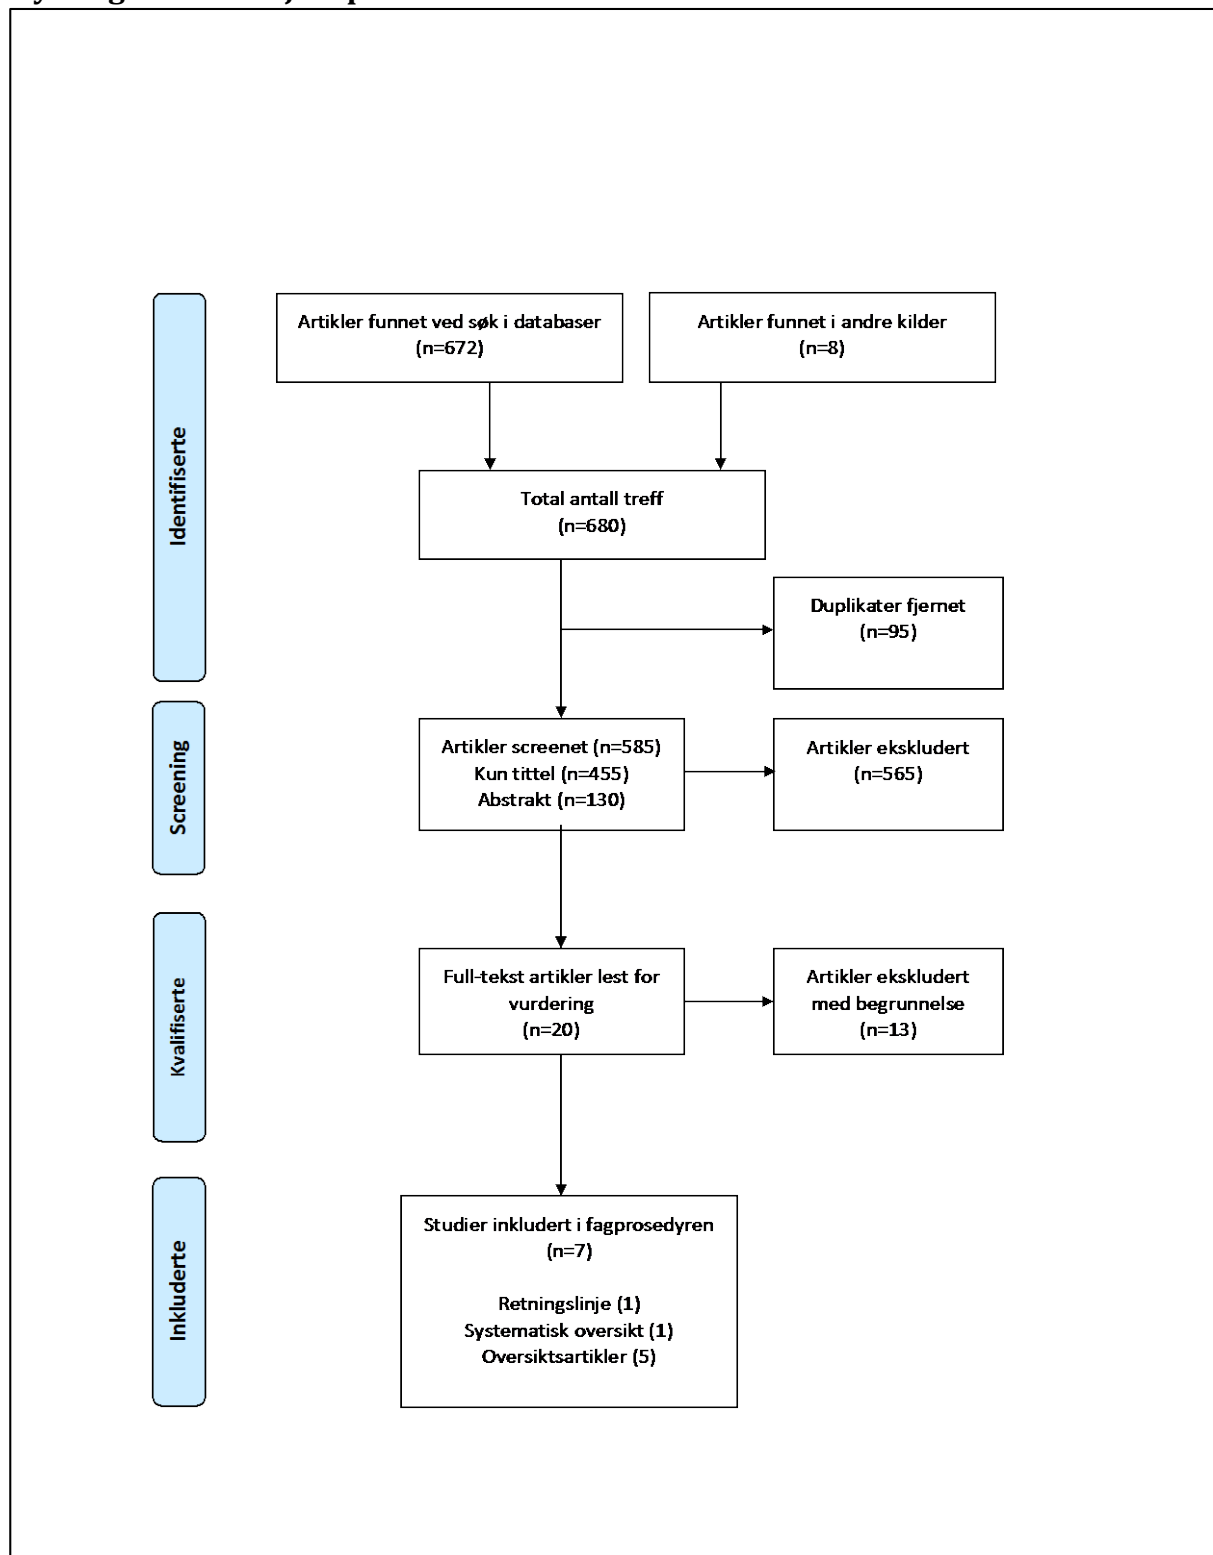 Identifiserte
Artikler funnet ved søk i databaser
(n=672)
Artikler funnet i andre kilder
(n=8)
Total antall treff
(n=680)
Duplikater fjernet
(n=95)
Screening
Artikler screenet (n=585)
Kun tittel (n=455)
Abstrakt (n=130)
Artikler ekskludert
(n=565)
Kvalifiserte
Full-tekst artikler lest for
vurdering
(n=20)
Artikler ekskludert
med begrunnelse
(n=13)
Inkluderte
Studier inkludert i fagprosedyren
(n=7)
Retningslinje (1)
Systematisk oversikt (1)
Oversiktsartikler (5)